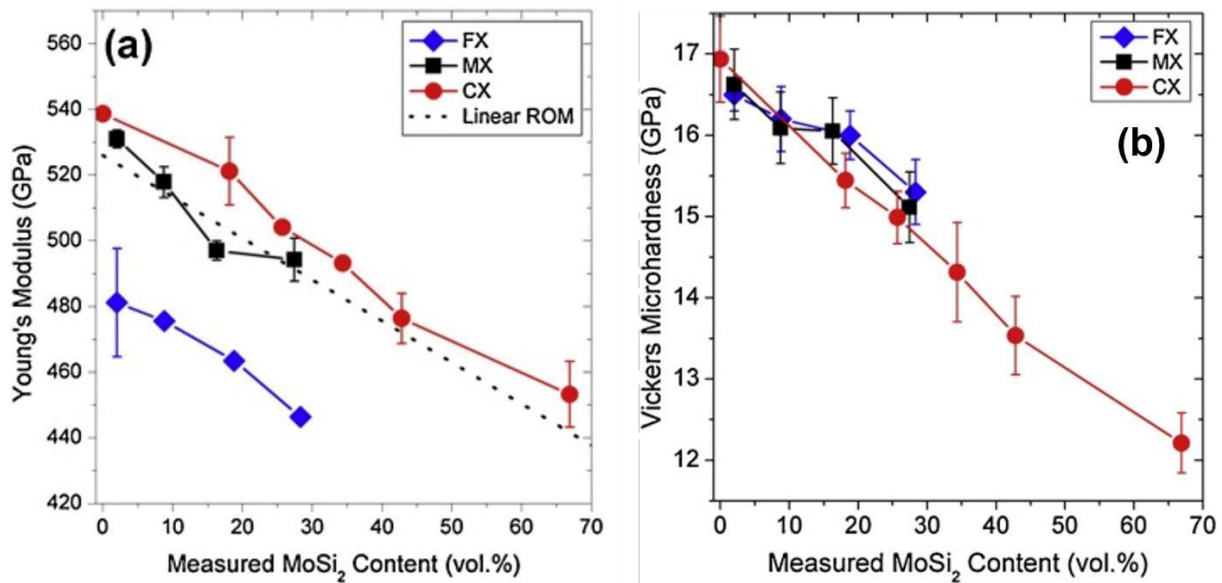 (a)
FX
MX
CX
Linear ROM
Young's Modulus (GPa)
560
540
520
500
480
460
440
420
0 10 20 30 40 50 60 70
Measured MoSi₂ Content (vol.%)
(b)
FX
MX
CX
Vickers Microhardness (GPa)
17
16
15
14
13
12
0 10 20 30 40 50 60 70
Measured MoSi₂ Content (vol.%)